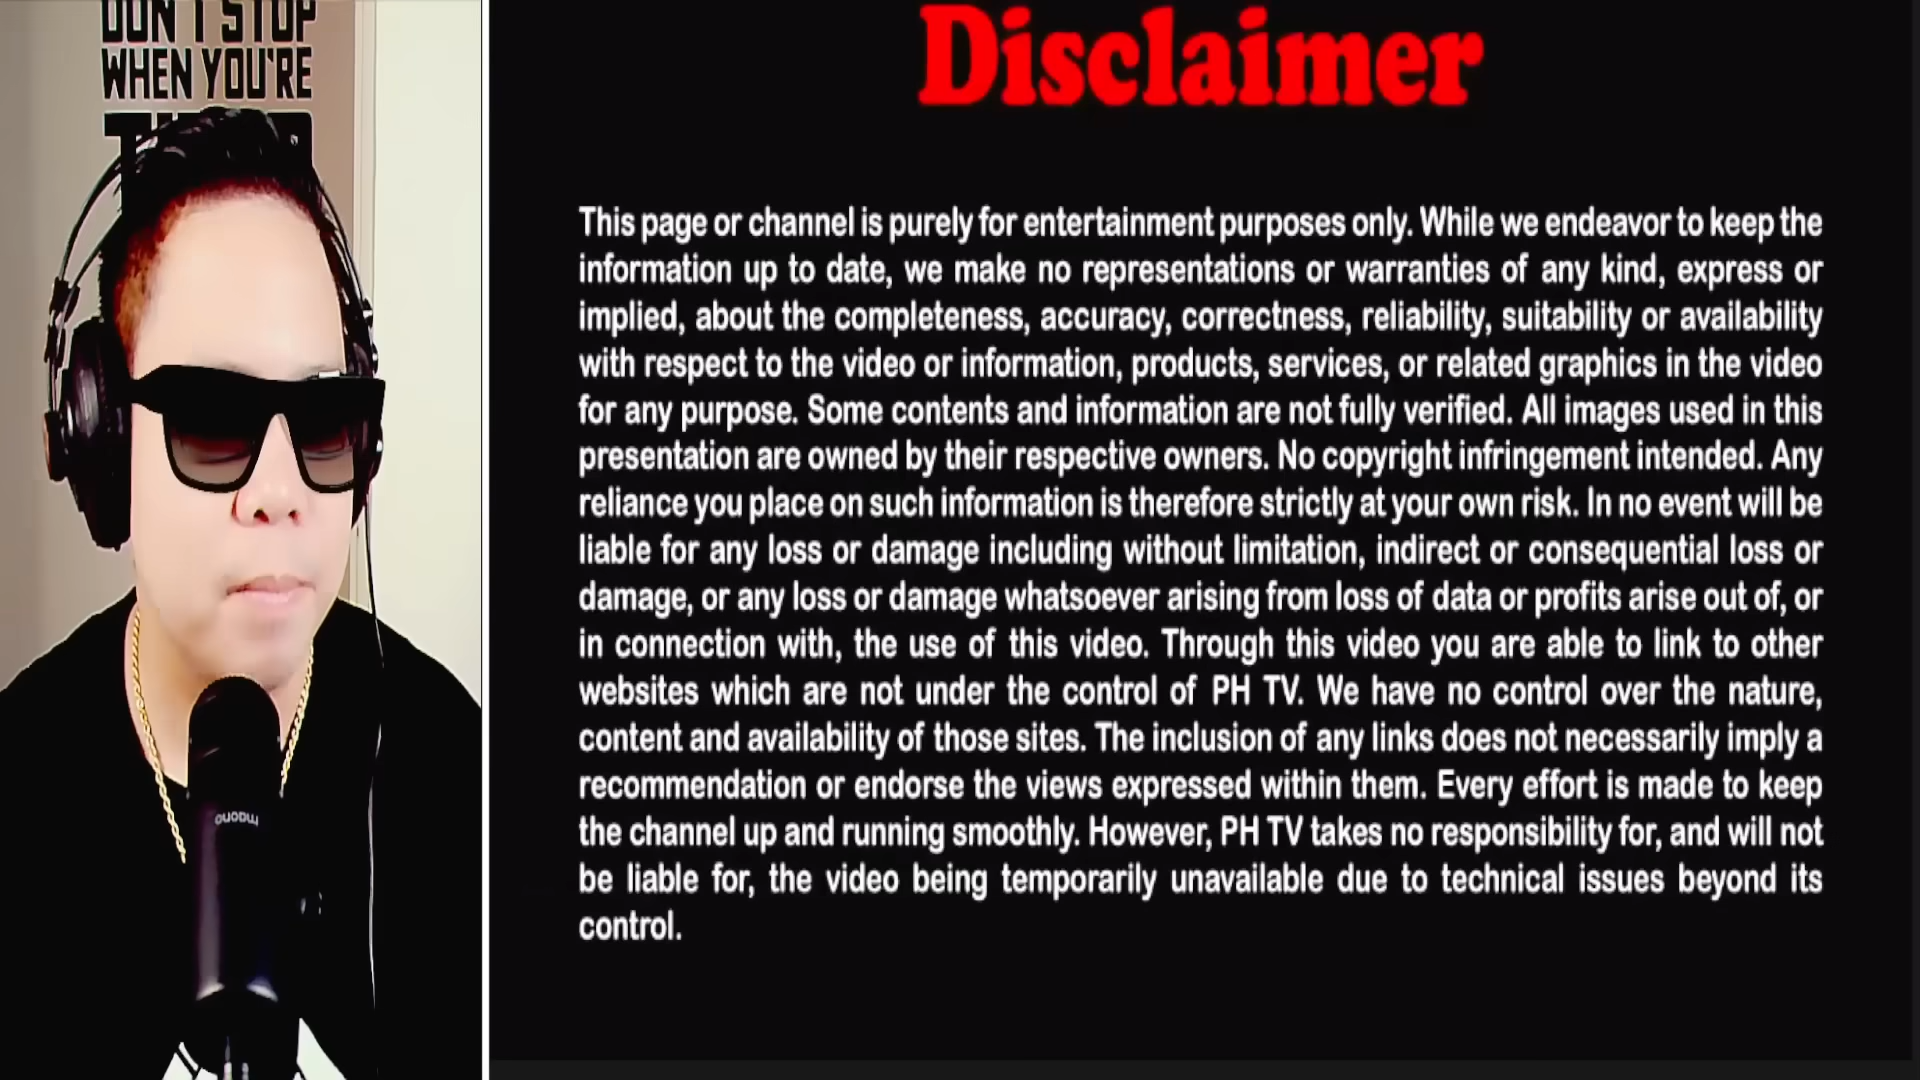 DON'T STOP
WHEN YOU'RE
Disclaimer
This page or channel is purely for entertainment purposes only. While we endeavor to keep the
information up to date, we make no representations or warranties of any kind, express or
implied, about the completeness, accuracy, correctness, reliability, suitability or availability
with respect to the video or information, products, services, or related graphics in the video
for any purpose. Some contents and information are not fully verified. All images used in this
presentation are owned by their respective owners. No copyright infringement intended. Any
reliance you place on such information is therefore strictly at your own risk. In no event will be
liable for any loss or damage including without limitation, indirect or consequential loss or
damage, or any loss or damage whatsoever arising from loss of data or profits arise out of, or
in connection with, the use of this video. Through this video you are able to link to other
websites which are not under the control of PH TV. We have no control over the nature,
content and availability of those sites. The inclusion of any links does not necessarily imply a
recommendation or endorse the views expressed within them. Every effort is made to keep
the channel up and running smoothly. However, PH TV takes no responsibility for, and will not
be liable for, the video being temporarily unavailable due to technical issues beyond its
control.
maono